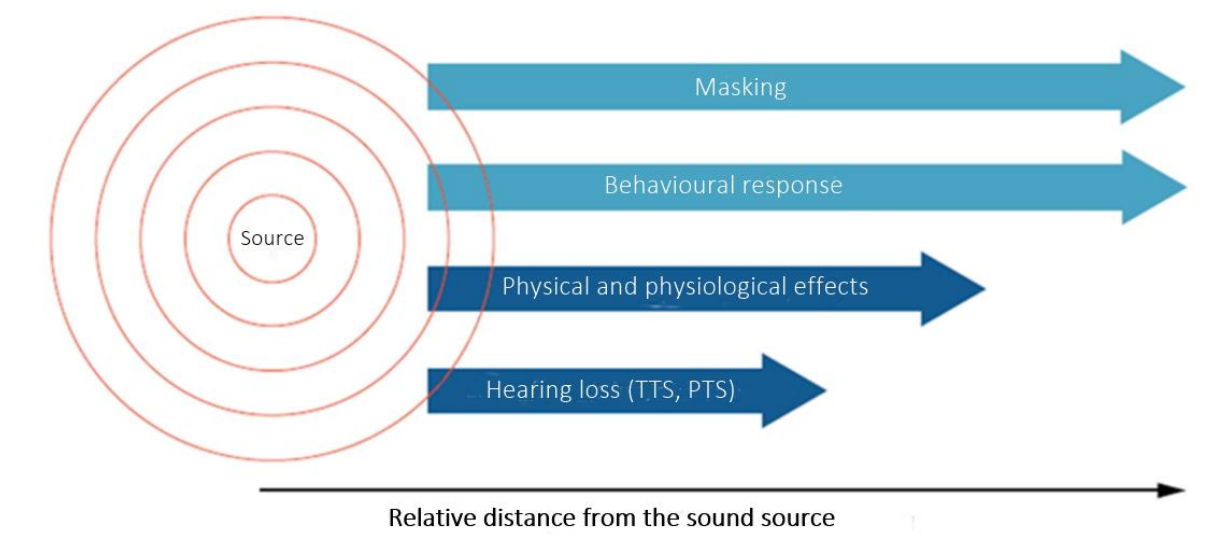 Masking
Behavioural response
Source
Physical and physiological effects
Hearing loss (TTS, PTS)
Relative distance from the sound source